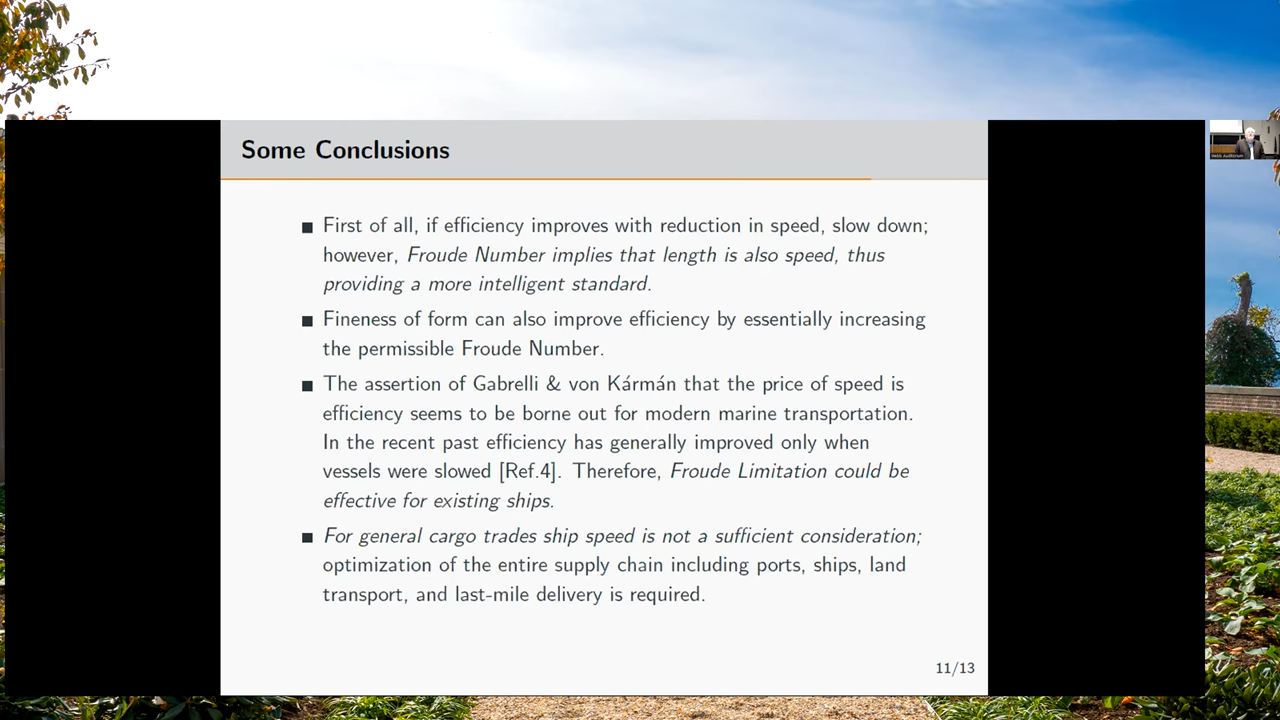 Some Conclusions
First of all, if efficiency improves with reduction in speed, slow down;
however, Froude Number implies that length is also speed, thus
providing a more intelligent standard.
Fineness of form can also improve efficiency by essentially increasing
the permissible Froude Number.
The assertion of Gabrelli & von Kármán that the price of speed is
efficiency seems to be borne out for modern marine transportation.
In the recent past efficiency has generally improved only when
vessels were slowed [Ref.4]. Therefore, Froude Limitation could be
effective for existing ships.
For general cargo trades ship speed is not a sufficient consideration;
optimization of the entire supply chain including ports, ships, land
transport, and last-mile delivery is required.
11/13